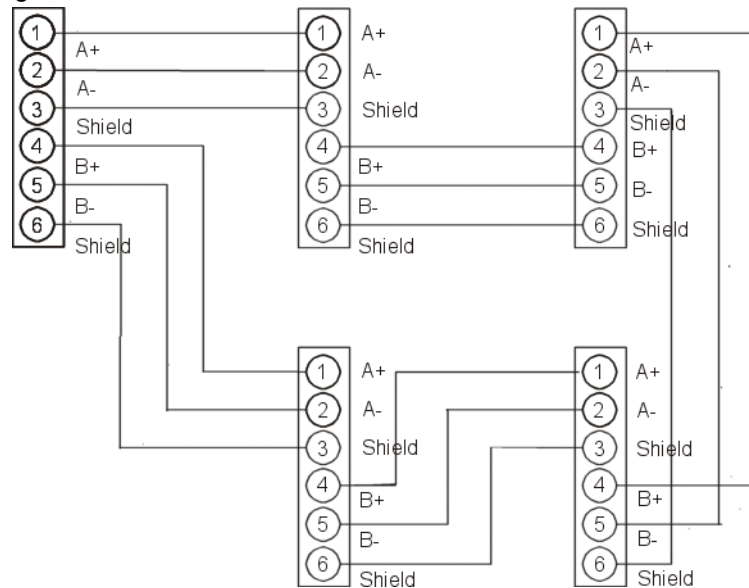 1
A+
2
A-
3
Shield
4
B+
5
B-
6
Shield
1 A+
2 A-
3 Shield
4
B+
5
B-
6
Shield
1
A+
2
A-
3
Shield
4 B+
5 B-
6 Shield
1 A+
2 A-
3 Shield
4
B+
5
B-
6
Shield
1 A+
2 A-
3 Shield
4
B+
5
B-
6
Shield